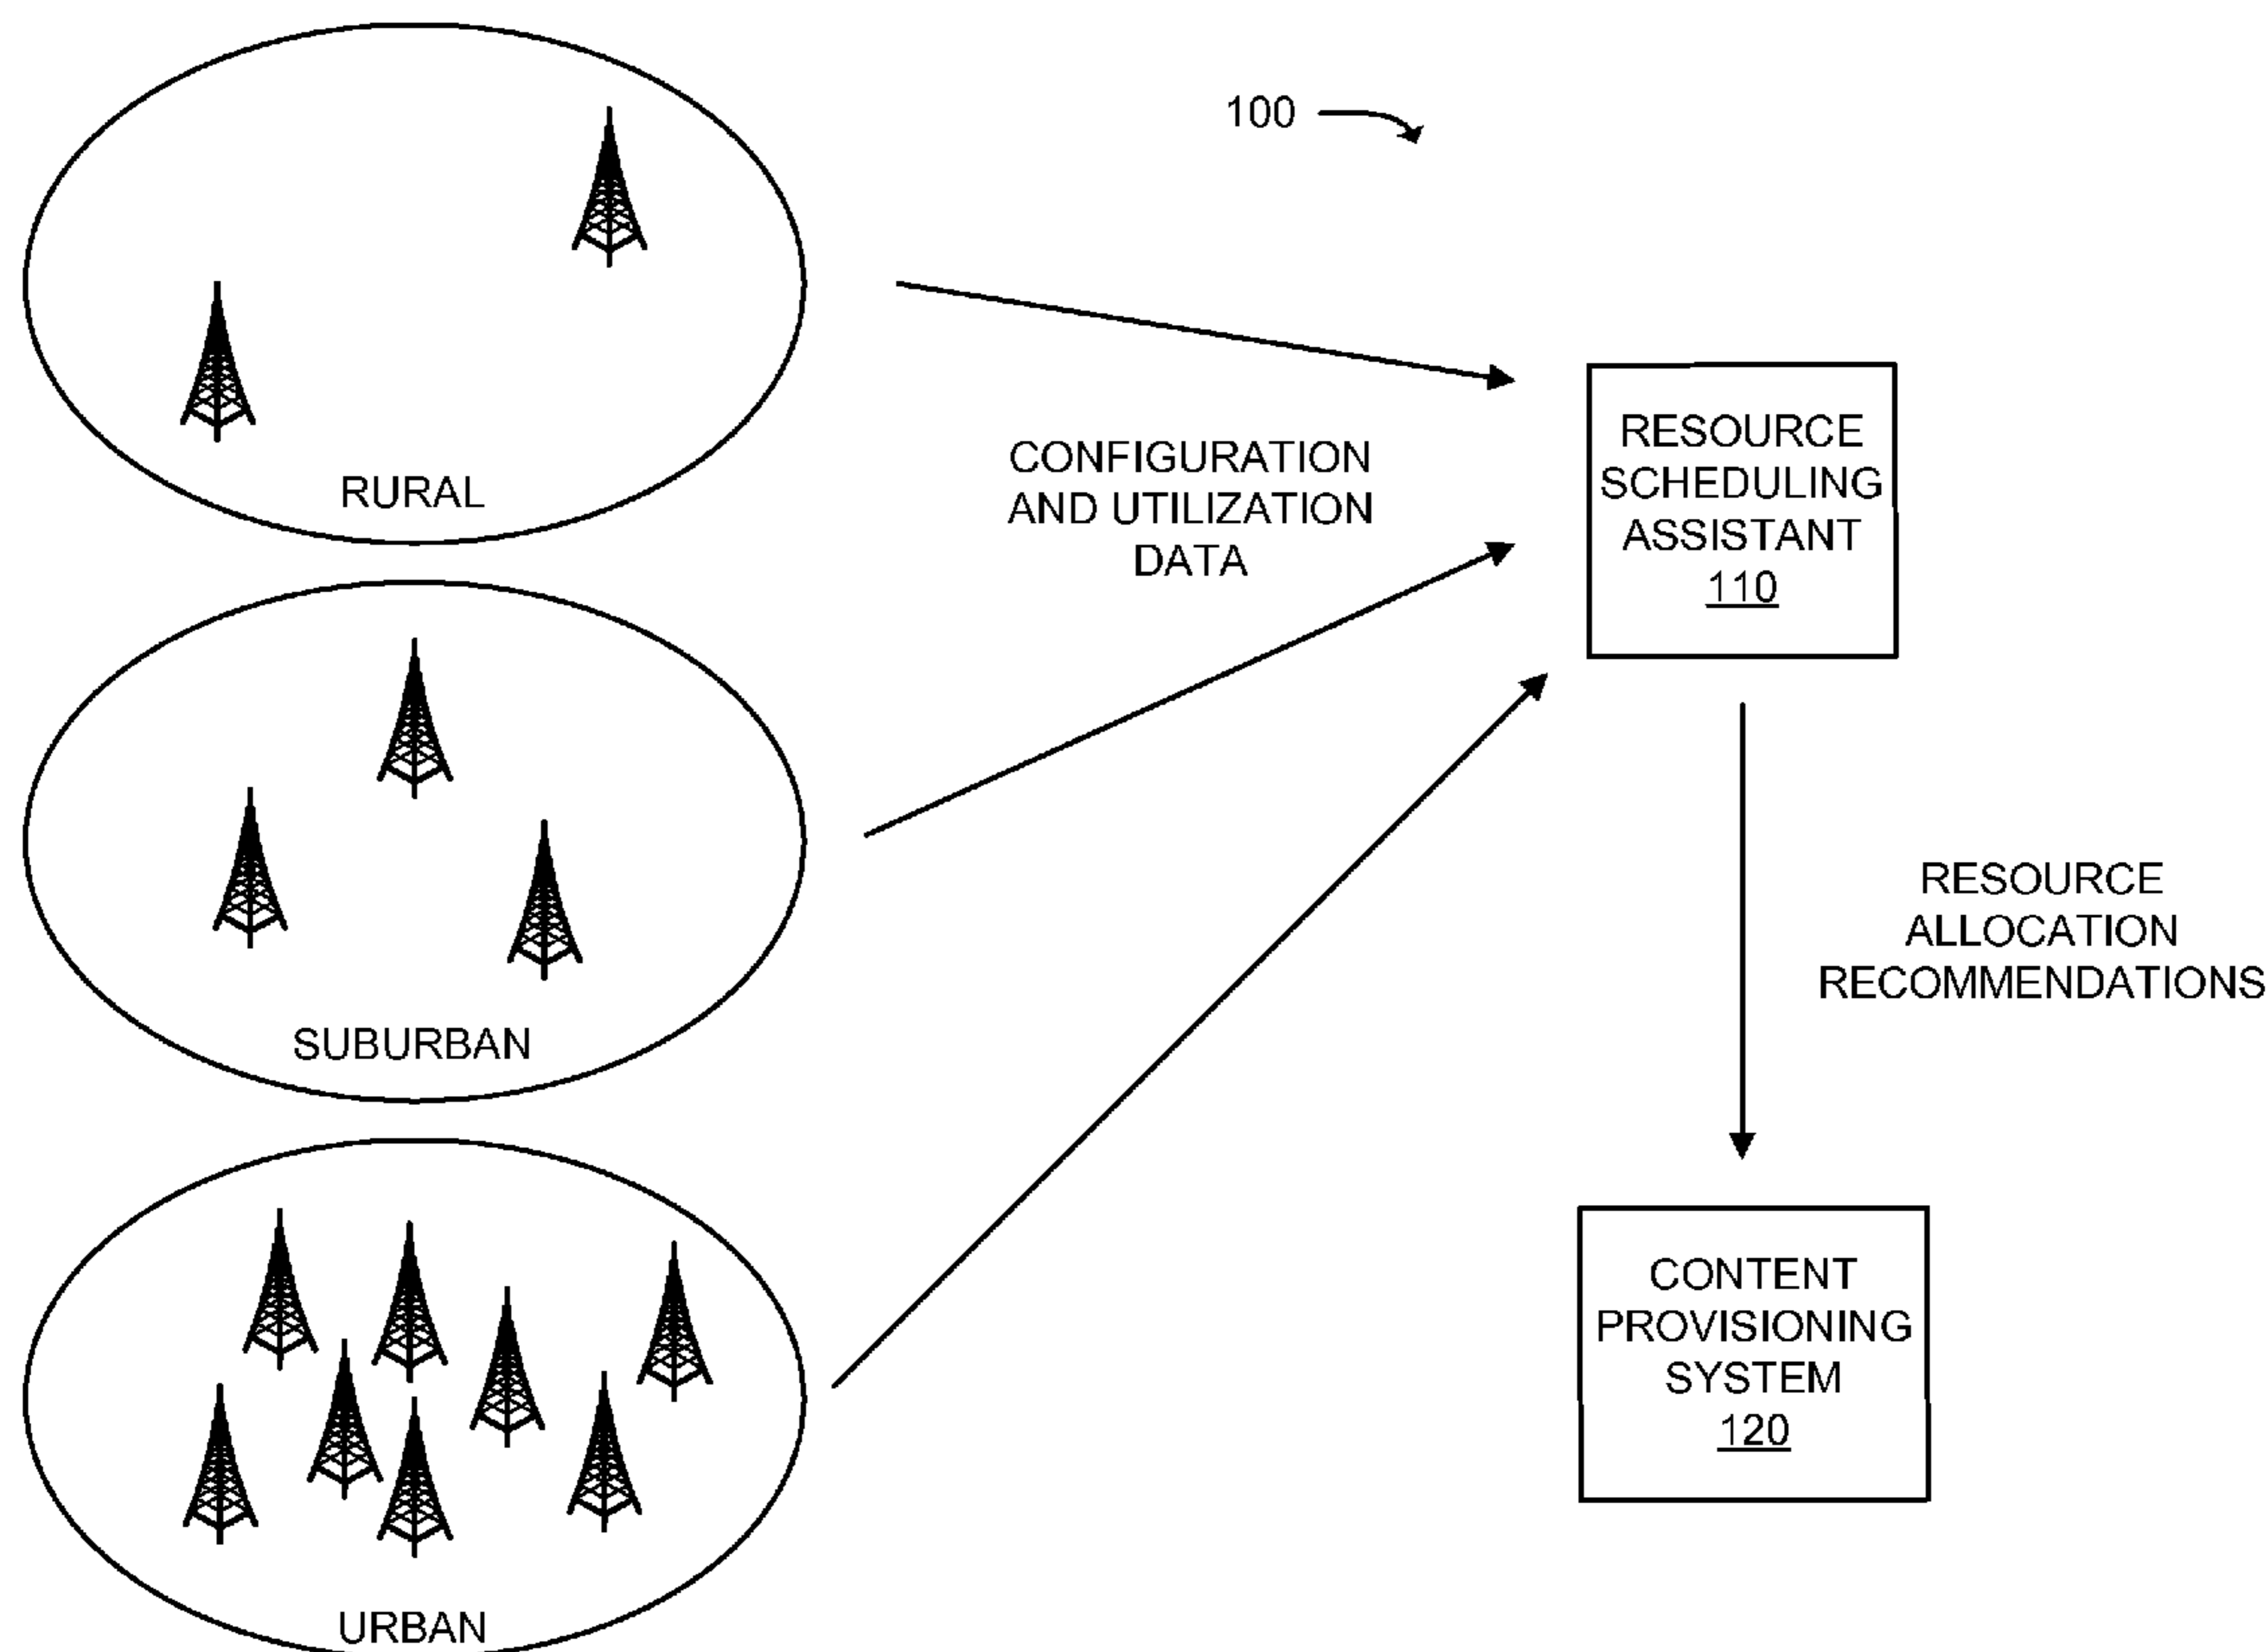 100
RURAL
CONFIGURATION
AND UTILIZATION
DATA
RESOURCE
SCHEDULING
ASSISTANT
110
SUBURBAN
RESOURCE
ALLOCATION
RECOMMENDATIONS
URBAN
CONTENT
PROVISIONING
SYSTEM
120